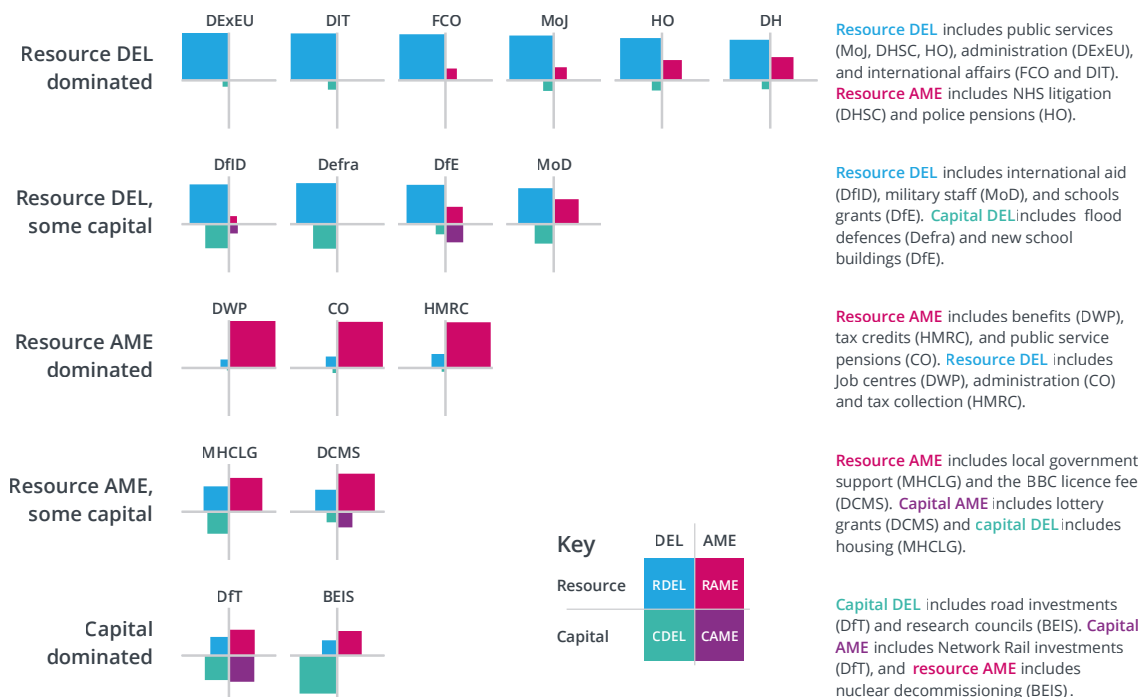 DExEU DIT FCO MoJ HO DH
Resource DEL
dominated
Resource DEL includes public services
(MoJ, DHSC, HO), administration (DExEU),
and international affairs (FCO and DIT).
Resource AME includes NHS litigation
(DHSC) and police pensions (HO).
DfID Defra DfE MoD
Resource DEL,
some capital
Resource DEL includes international aid
(DfID), military staff (MoD), and schools
grants (DfE). Capital DEL includes flood
defences (Defra) and new school
buildings (DfE).
DWP CO HMRC
Resource AME
dominated
Resource AME includes benefits (DWP),
tax credits (HMRC), and public service
pensions (CO). Resource DEL includes
Job centres (DWP), administration (CO)
and tax collection (HMRC).
MHCLG DCMS
Resource AME,
some capital
Resource AME includes local government
support (MHCLG) and the BBC licence fee
(DCMS). Capital AME includes lottery
grants (DCMS) and capital DEL includes
housing (MHCLG).
Key
DEL AME
Resource RDEL RAME
Capital CDEL CAME
DfT BEIS
Capital
dominated
Capital DEL includes road investments
(DfT) and research councils (BEIS). Capital
AME includes Network Rail investments
(DfT), and resource AME includes
nuclear decommissioning (BEIS).